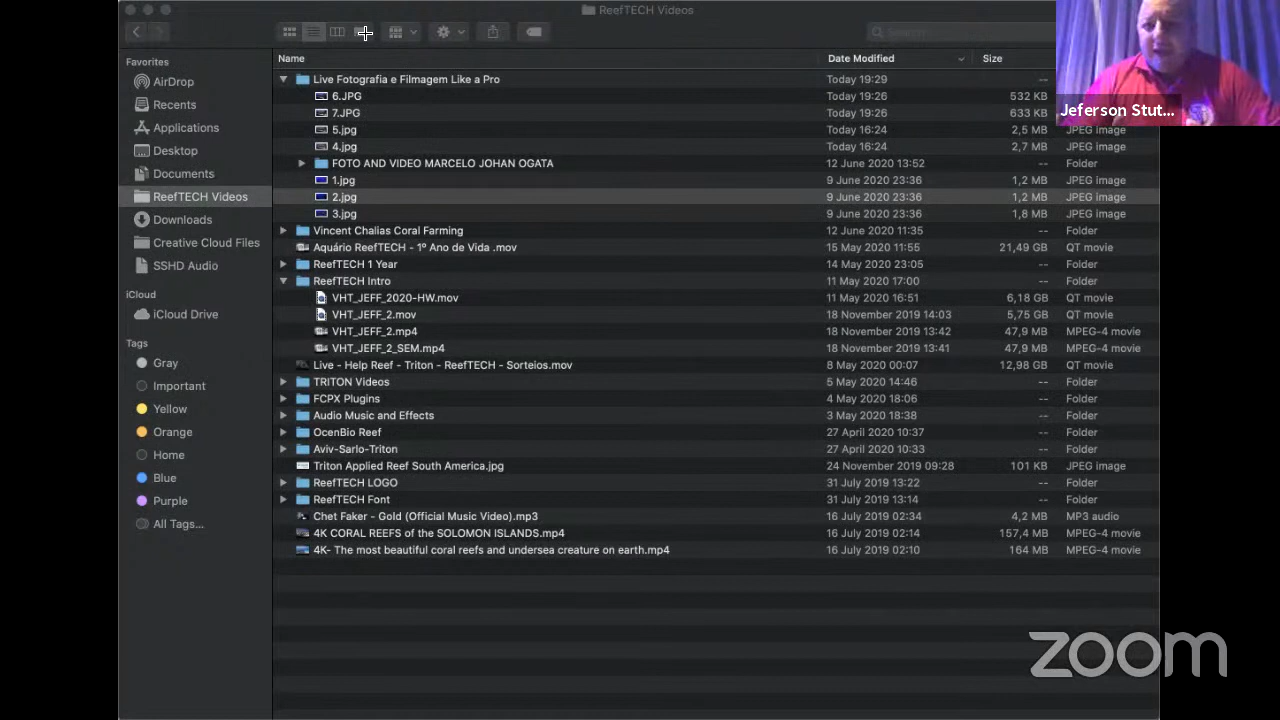 ReefTECH Videos
Search
Favorites
AirDrop
Recents
Applications
Desktop
Documents
ReefTECH Videos
Downloads
Creative Cloud Files
SSHD Audio
iCloud
iCloud Drive
Tags
Gray
Important
Yellow
Orange
Home
Blue
Purple
All Tags...
Name Date Modified Size
Live Fotografia e Filmagem Like a Pro Today 19:29 --
6.JPG Today 19:26 532 KB
7.JPG Today 19:26 633 KB
5.jpg Today 16:24 2,5 MB JPEG image
4.jpg Today 16:24 2,7 MB JPEG image
FOTO AND VIDEO MARCELO JOHAN OGATA 12 June 2020 13:52 -- Folder
1.jpg 9 June 2020 23:36 1,2 MB JPEG image
2.jpg 9 June 2020 23:36 1,2 MB JPEG image
3.jpg 9 June 2020 23:36 1,8 MB JPEG image
Vincent Chalias Coral Farming 12 June 2020 11:35 -- Folder
Aquário ReefTECH - 1º Ano de Vida .mov 15 May 2020 11:55 21,49 GB QT movie
ReefTECH 1 Year 14 May 2020 23:05 -- Folder
ReefTECH Intro 11 May 2020 17:00 -- Folder
VHT_JEFF_2020-HW.mov 11 May 2020 16:51 6,18 GB QT movie
VHT_JEFF_2.mov 18 November 2019 14:03 5,75 GB QT movie
VHT_JEFF_2.mp4 18 November 2019 13:42 47,9 MB MPEG-4 movie
VHT_JEFF_2_SEM.mp4 18 November 2019 13:41 47,9 MB MPEG-4 movie
Live - Help Reef - Triton - ReefTECH - Sorteios.mov 8 May 2020 00:07 12,98 GB QT movie
TRITON Videos 5 May 2020 14:46 -- Folder
FCPX Plugins 4 May 2020 18:06 -- Folder
Audio Music and Effects 3 May 2020 18:38 -- Folder
OcenBio Reef 27 April 2020 10:37 -- Folder
Aviv-Sarlo-Triton 27 April 2020 10:33 -- Folder
Triton Applied Reef South America.jpg 24 November 2019 09:28 101 KB JPEG image
ReefTECH LOGO 31 July 2019 13:22 -- Folder
ReefTECH Font 31 July 2019 13:14 -- Folder
Chet Faker - Gold (Official Music Video).mp3 16 July 2019 02:34 4,2 MB MP3 audio
4K CORAL REEFS of the SOLOMON ISLANDS.mp4 16 July 2019 02:20 157,4 MB MPEG-4 movie
4K- The most beautiful coral reefs and undersea creature on earth.mp4 16 July 2019 02:10 164 MB MPEG-4 movie
Jeferson Stut...
zoom